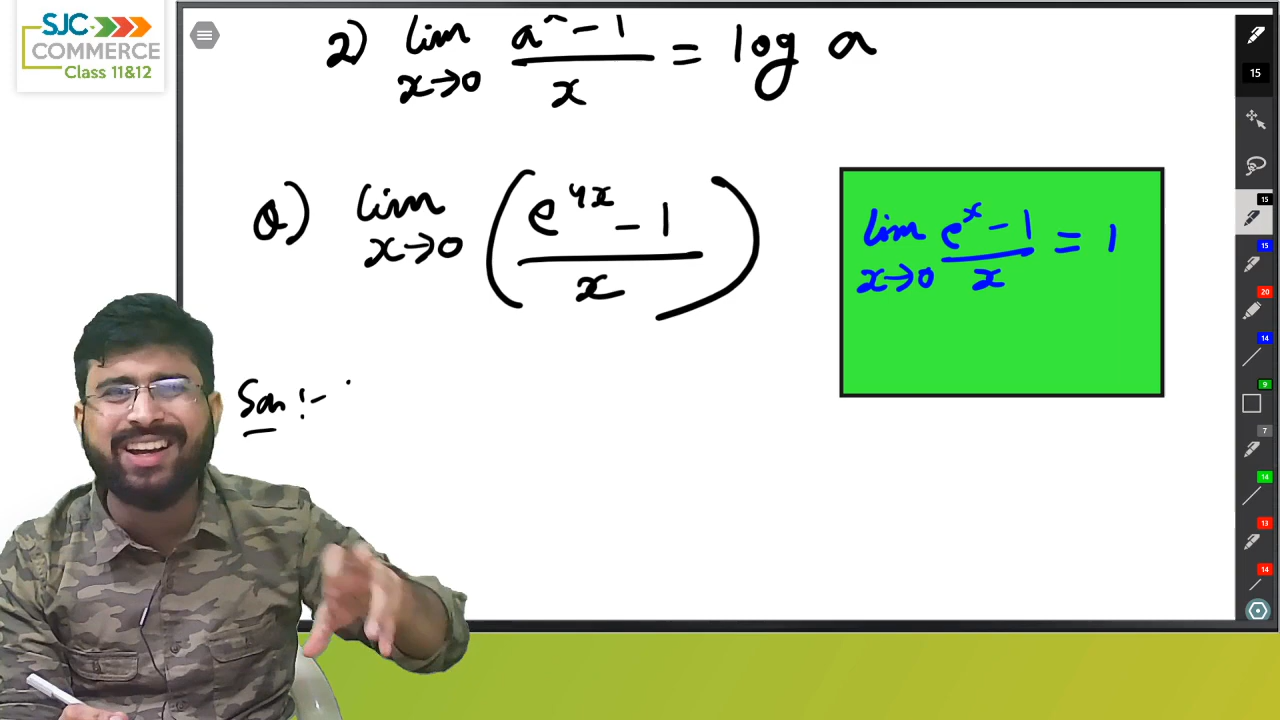 SJC
COMMERCE
Class 11&12
2) lim x→0 (a^x - 1)/x = log a
Q) lim x→0 ((e^4x - 1)/x)
lim x→0 (e^x - 1)/x = 1
Son :-
15
15
15
20
14
9
7
14
13
14